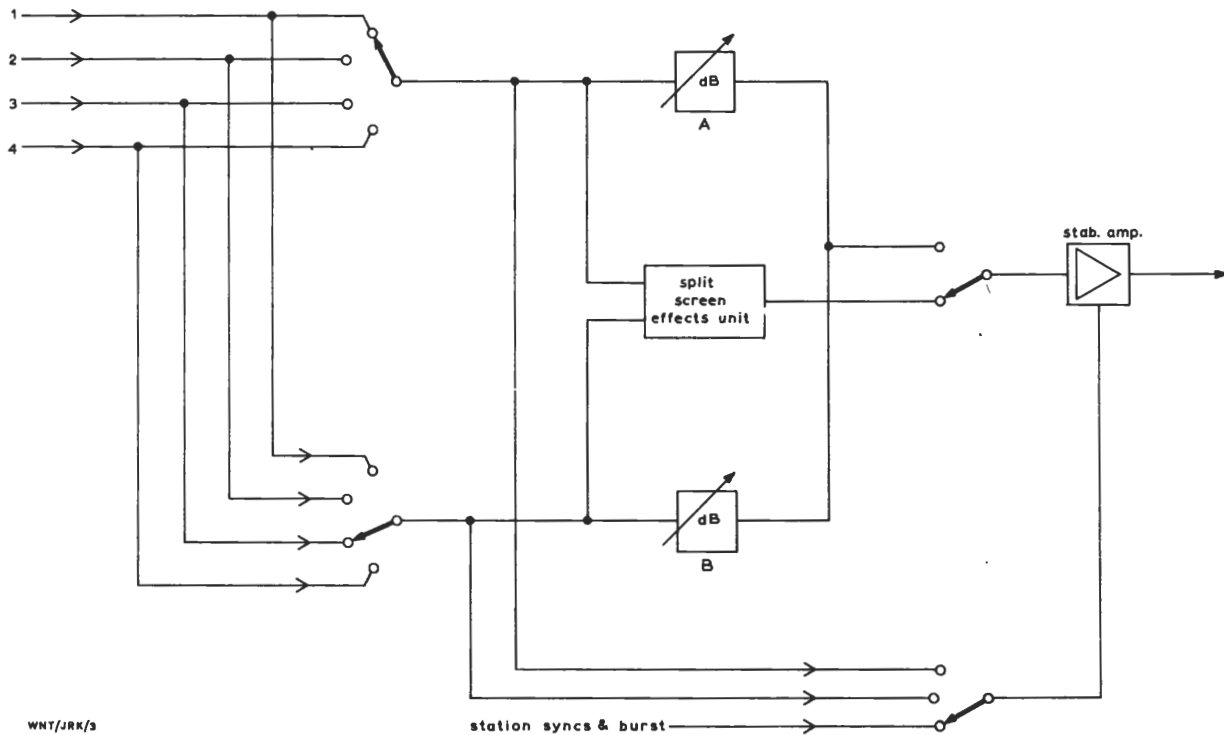 1
2
3
4
dB
A
stab. amp.
split
screen
effects unit
dB
B
WNT/JRK/3
station syncs & burst